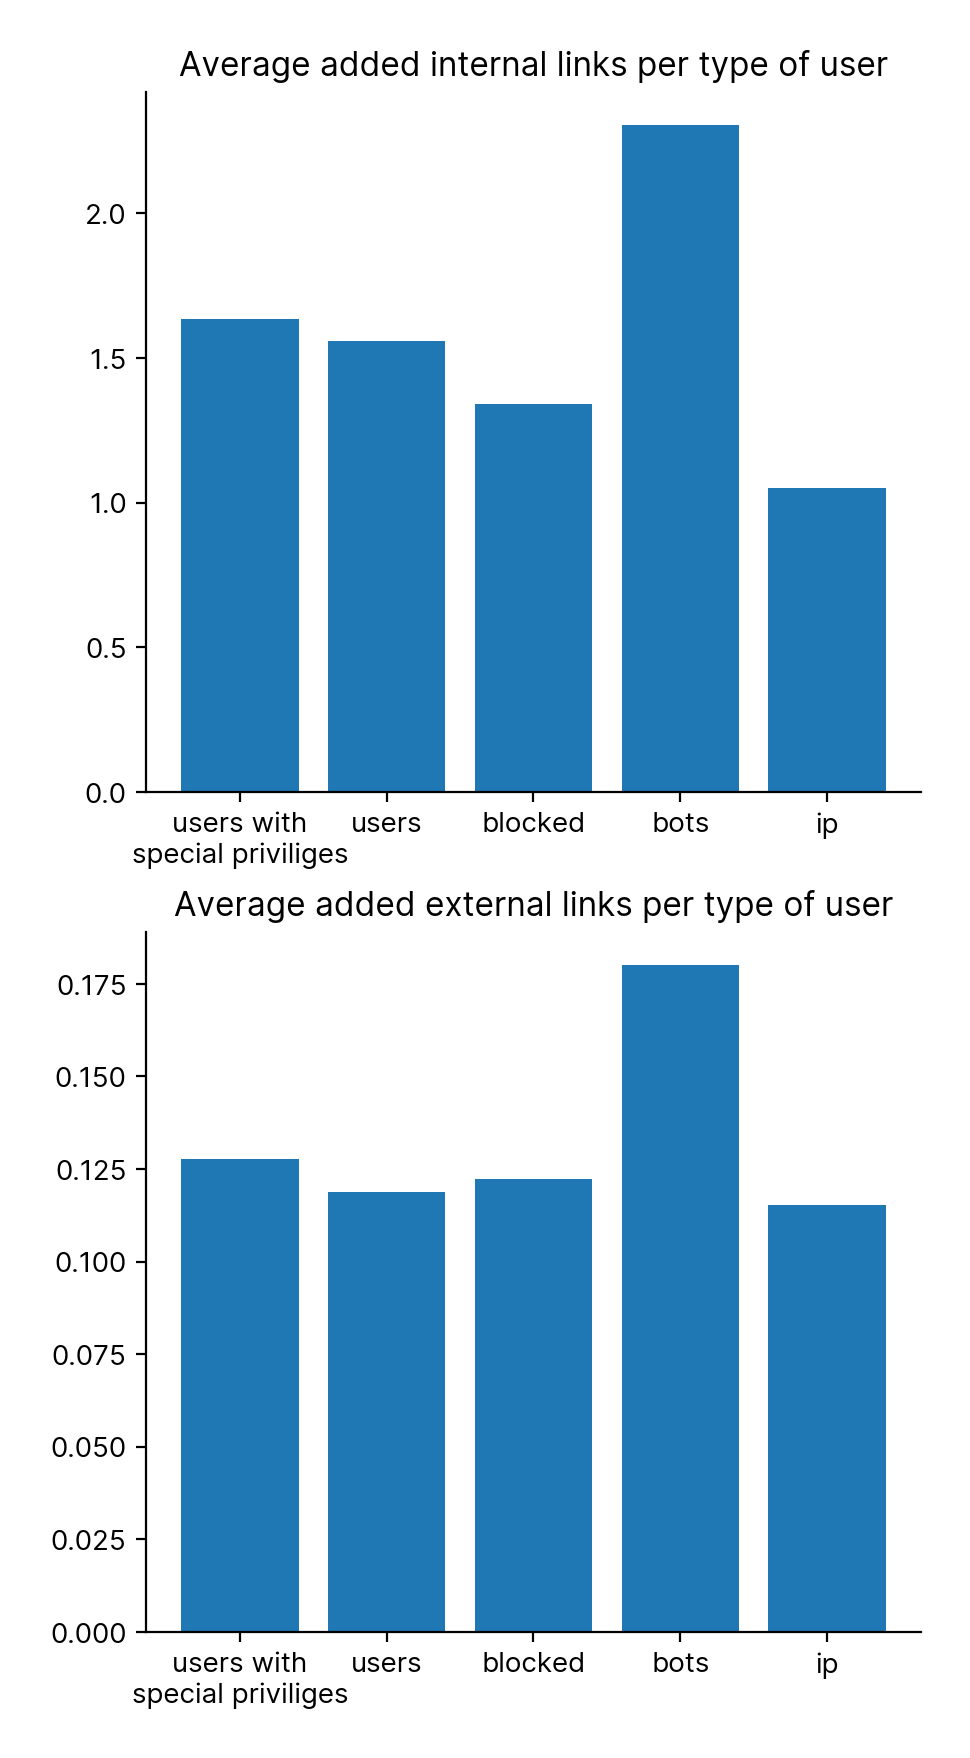 Average added internal links per type of user
2.0
1.5
1.0
0.5
0.0
users with
special priviliges
users
blocked
bots
ip
Average added external links per type of user
0.175
0.150
0.125
0.100
0.075
0.050
0.025
0.000
users with
special priviliges
users
blocked
bots
ip